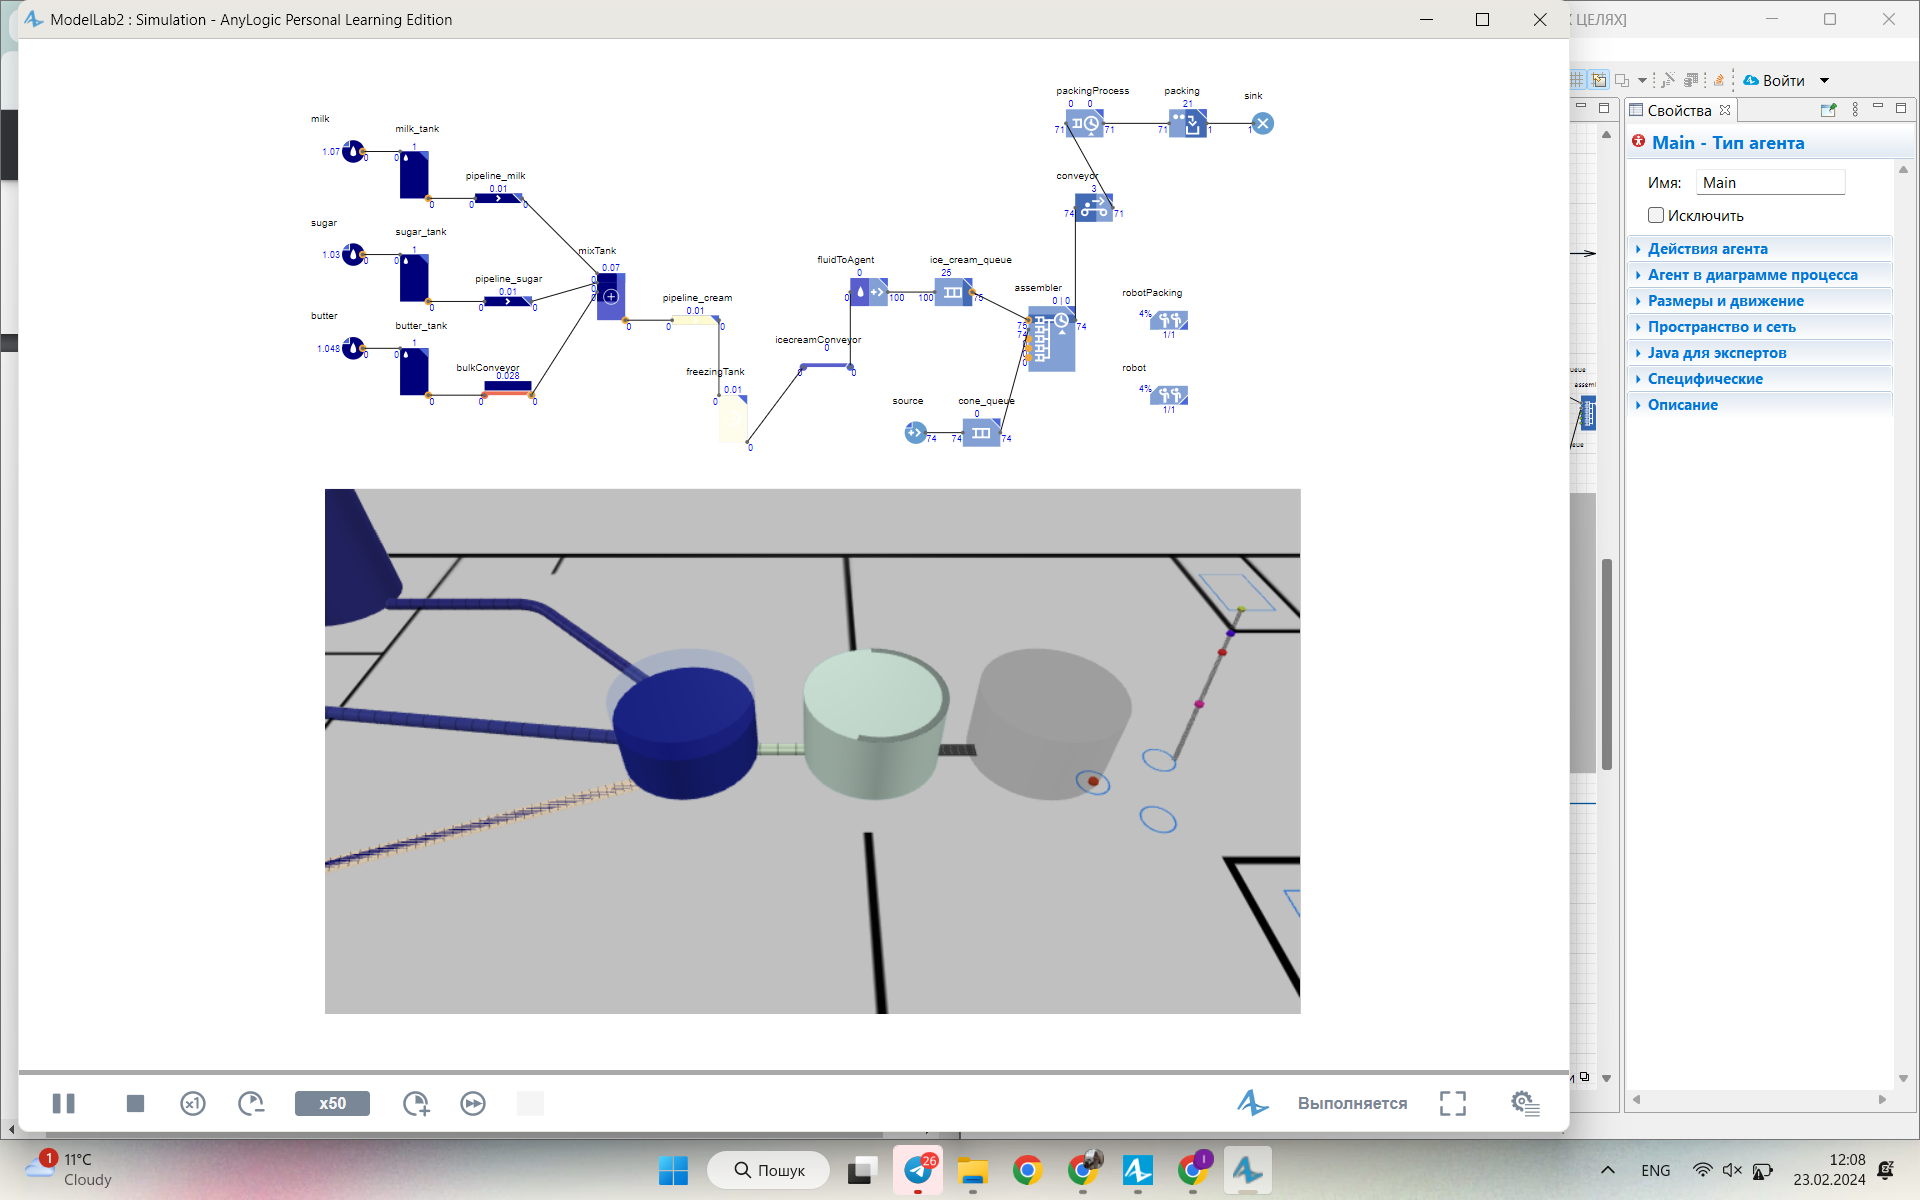 ModelLab2 : Simulation - AnyLogic Personal Learning Edition
Х ЦЕЛЯХ]
Войти
Свойства
Main - Тип агента
Имя:
Main
Исключить
Действия агента
Агент в диаграмме процесса
Размеры и движение
Пространство и сеть
Java для экспертов
Специфические
Описание
packingProcess
packing
sink
0
0
21
71
71
71
1
1
milk
milk_tank
1.07
0
0
1
0
pipeline_milk
0.01
0
0
conveyor
3
74
71
sugar
sugar_tank
1.03
0
0
1
0
pipeline_sugar
0.01
0
0
mixTank
0.07
0
0
0
0
pipeline_cream
0.01
0
0
fluidToAgent
0
0
100
ice_cream_queue
25
100
75
assembler
0 | 0
75
74
0
0
0
74
robotPacking
4%
1/1
butter
butter_tank
1.048
0
0
1
0
bulkConveyor
0.028
0
0
freezingTank
0.01
0
0
icecreamConveyor
0
0
0
robot
4%
1/1
source
74
cone_queue
0
74
74
x1
x50
Выполняется
1
11°C
Cloudy
Пошук
26
ENG
12:08
23.02.2024